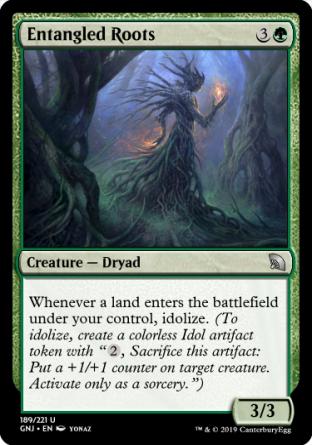 Entangled Roots 3
Creature — Dryad
Whenever a land enters the battlefield
under your control, idolize. (To
idolize, create a colorless Idol artifact
token with “2, Sacrifice this artifact:
Put a +1/+1 counter on target creature.
Activate only as a sorcery.”)
3/3
189/221 U
GNJ • EN YONAZ
™ & © 2019 CanterburyEgg